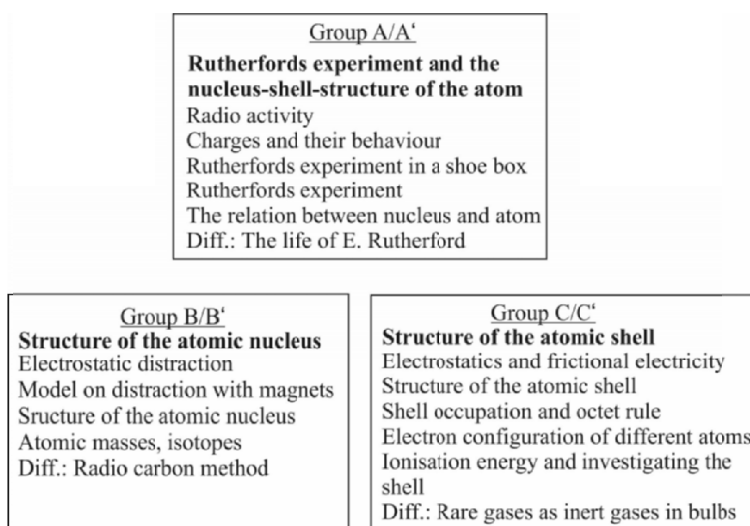 Group A/A‘
Rutherfords experiment and the
nucleus-shell-structure of the atom
Radio activity
Charges and their behaviour
Rutherfords experiment in a shoe box
Rutherfords experiment
The relation between nucleus and atom
Diff.: The life of E. Rutherford
Group B/B‘
Structure of the atomic nucleus
Electrostatic distraction
Model on distraction with magnets
Sructure of the atomic nucleus
Atomic masses, isotopes
Diff.: Radio carbon method
Group C/C‘
Structure of the atomic shell
Electrostatics and frictional electricity
Structure of the atomic shell
Shell occupation and octet rule
Electron configuration of different atoms
Ionisation energy and investigating the
shell
Diff.: Rare gases as inert gases in bulbs